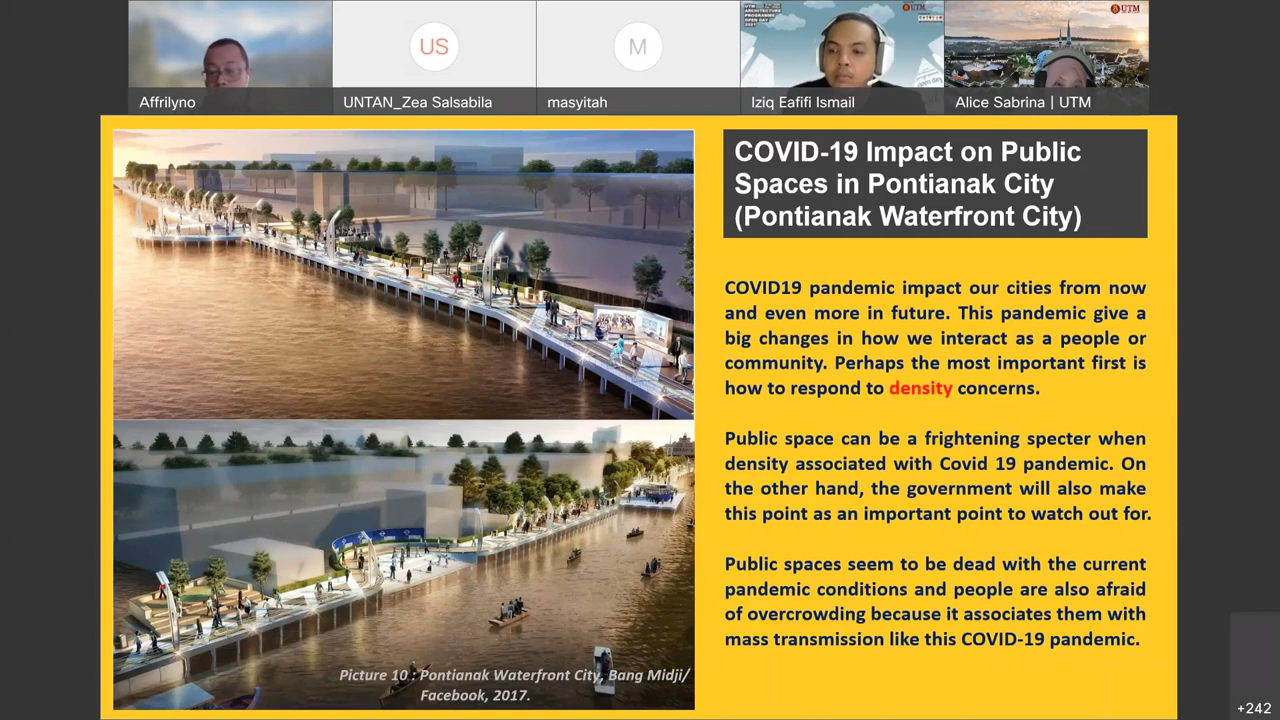 US
M
Affrilyno
UNTAN_Zea Salsabila
masyitah
Iziq Eafifi Ismail
Alice Sabrina | UTM
UTM
UTM
COVID-19 Impact on Public
Spaces in Pontianak City
(Pontianak Waterfront City)
COVID19 pandemic impact our cities from now
and even more in future. This pandemic give a
big changes in how we interact as a people or
community. Perhaps the most important first is
how to respond to density concerns.
Public space can be a frightening specter when
density associated with Covid 19 pandemic. On
the other hand, the government will also make
this point as an important point to watch out for.
Public spaces seem to be dead with the current
pandemic conditions and people are also afraid
of overcrowding because it associates them with
mass transmission like this COVID-19 pandemic.
Picture 10 : Pontianak Waterfront City, Bang Midji/
Facebook, 2017.
+242